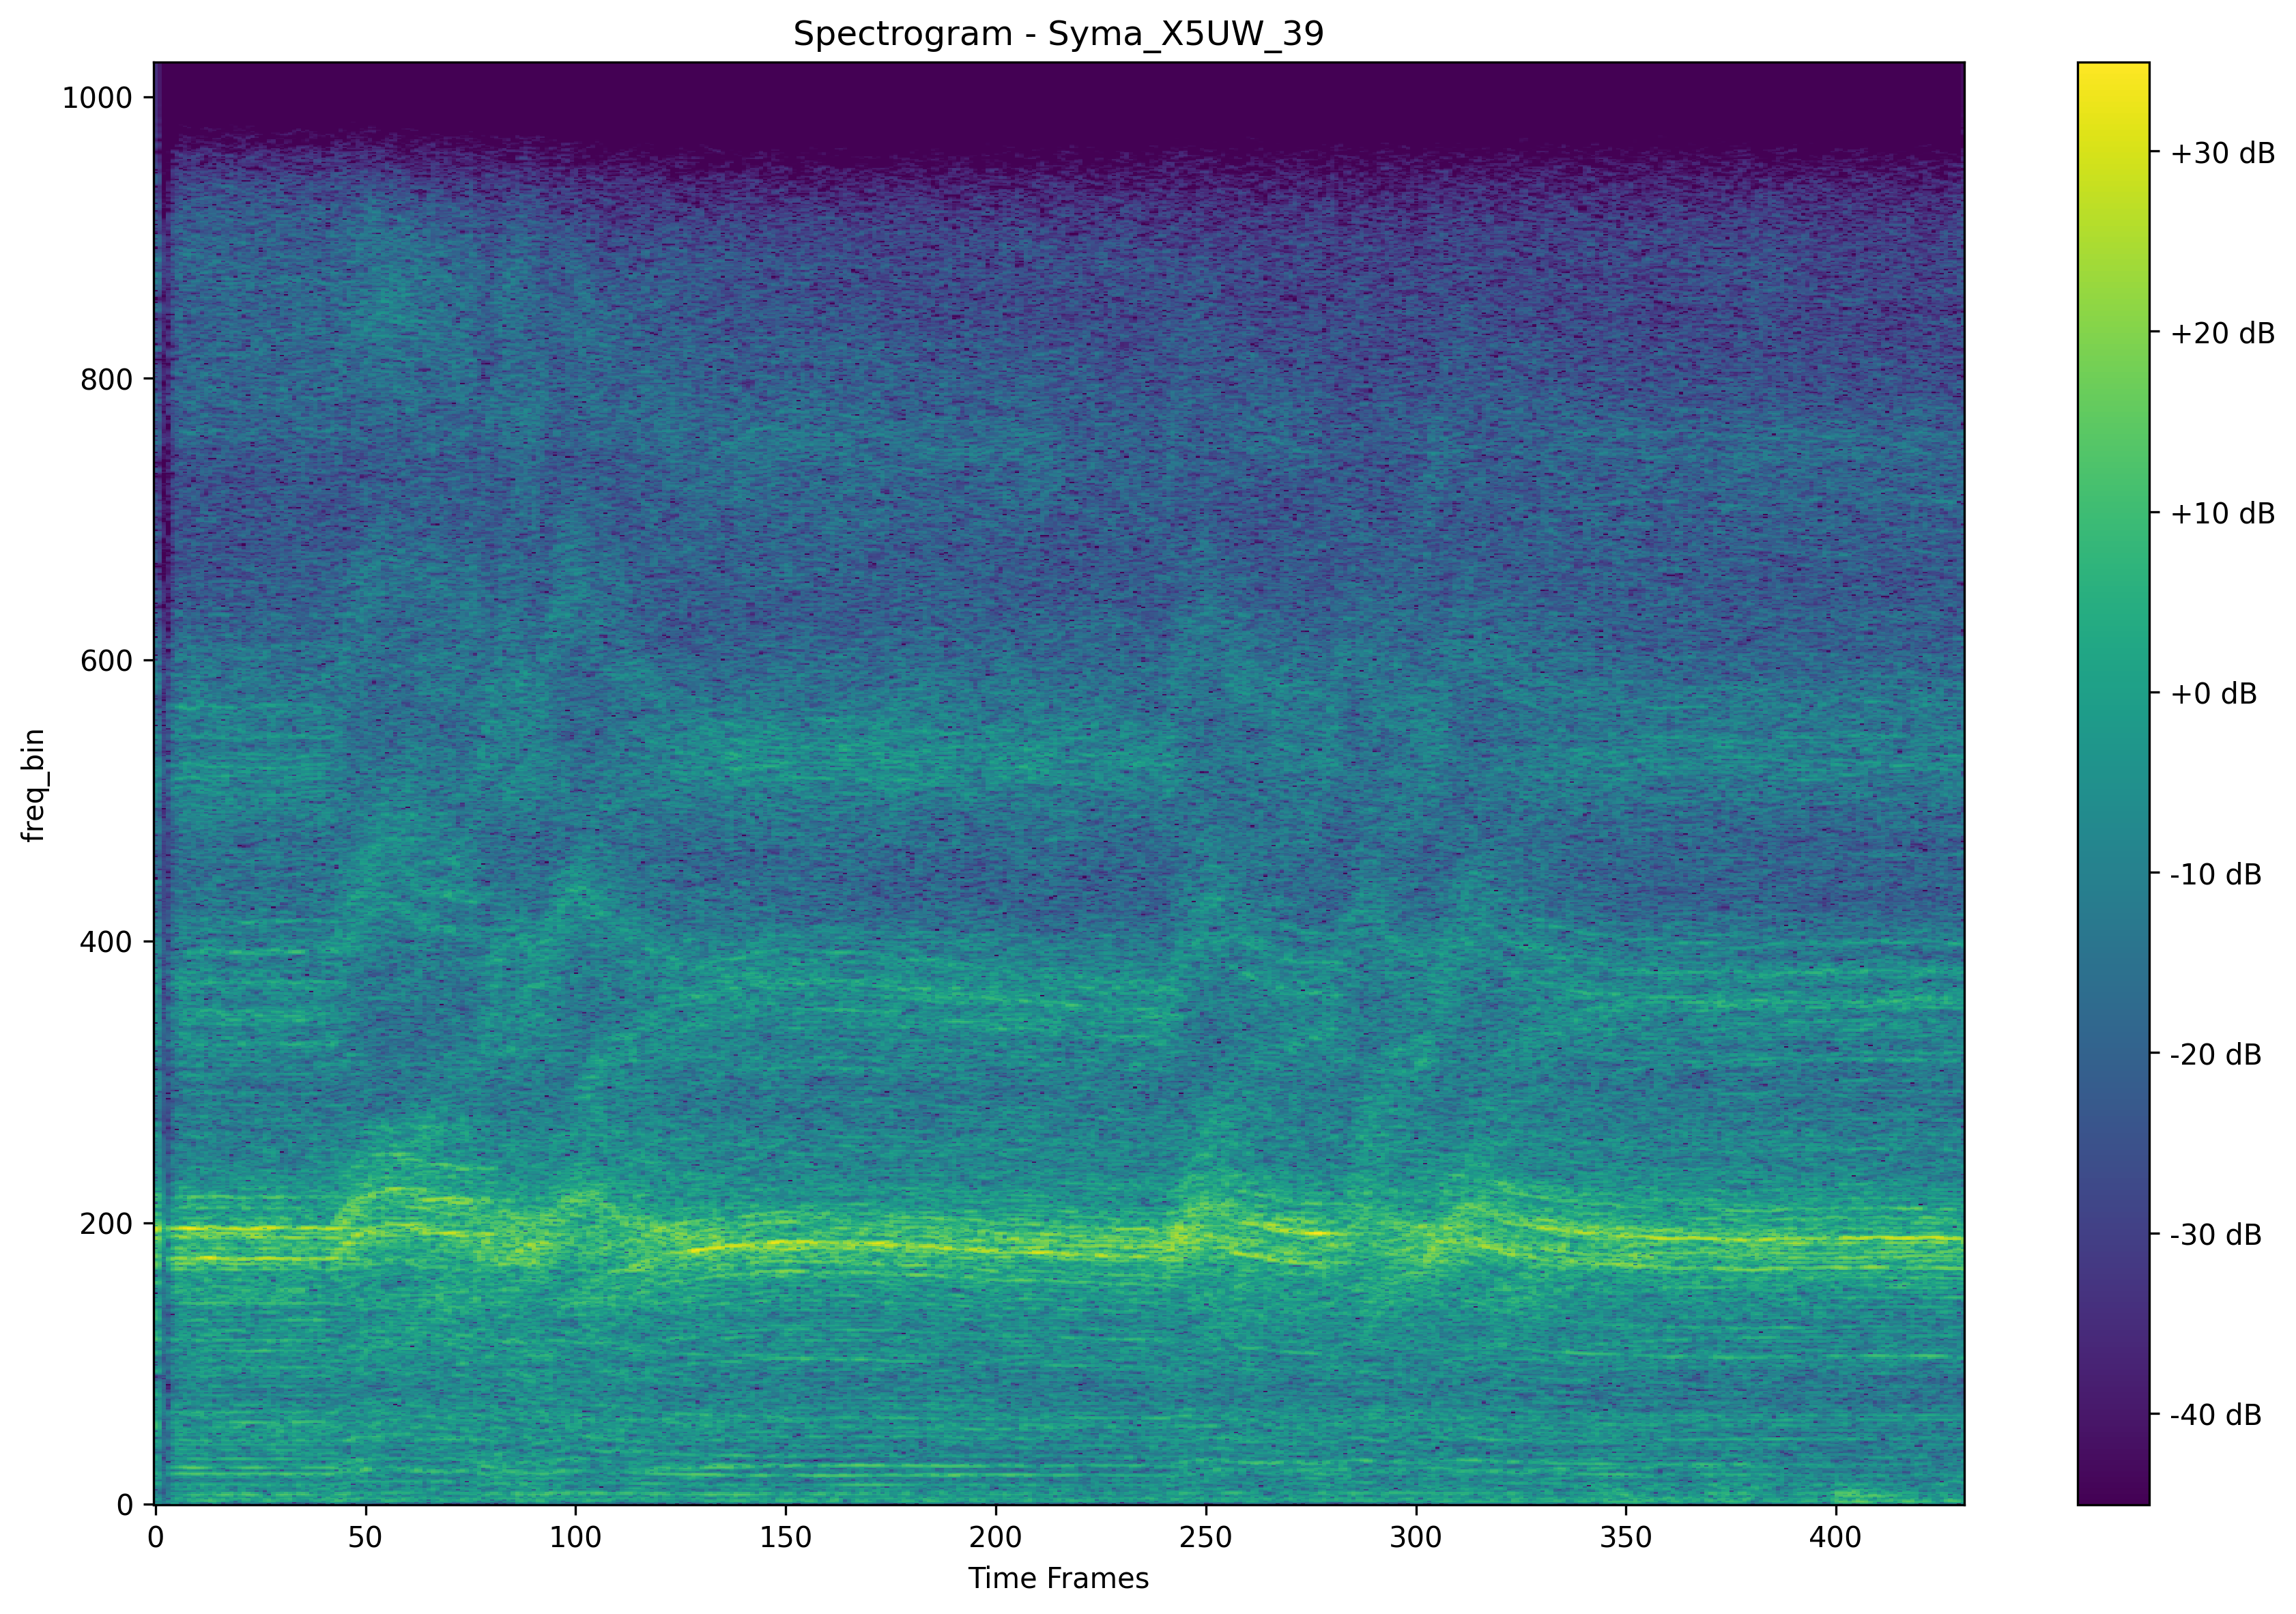 Spectrogram - Syma_X5UW_39
1000
800
600
400
200
0
freq_bin
0 50 100 150 200 250 300 350 400
Time Frames
+30 dB
+20 dB
+10 dB
+0 dB
-10 dB
-20 dB
-30 dB
-40 dB